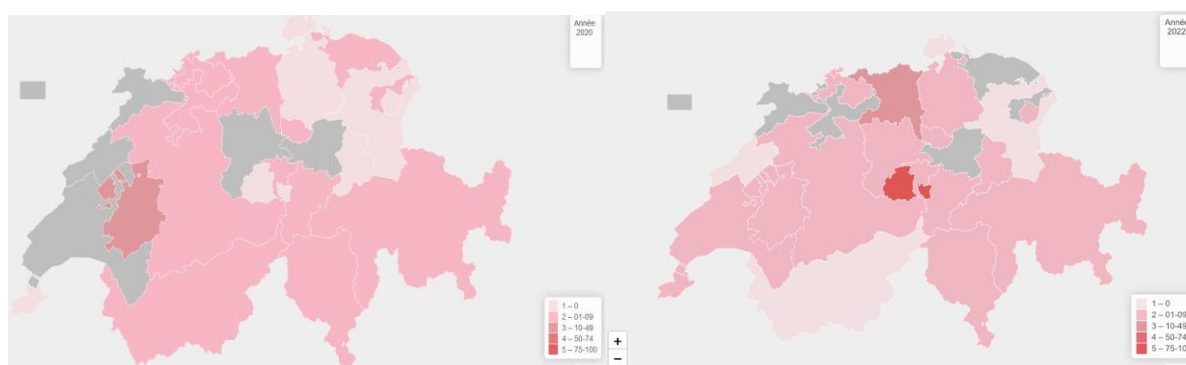 Année
2020
1 – 0
2 – 01-09
3 – 10-49
4 – 50-74
5 – 75-100
+
−
Année
2022
1 – 0
2 – 01-09
3 – 10-49
4 – 50-74
5 – 75-10